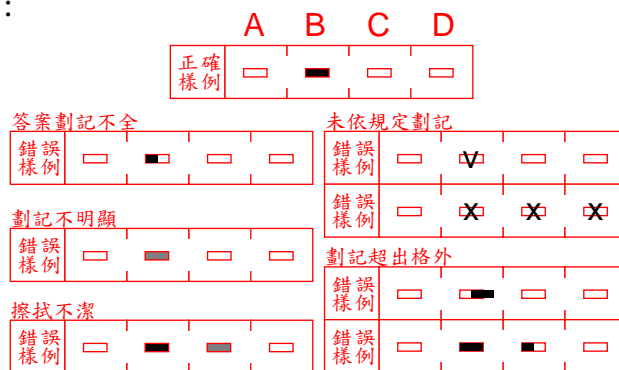 :
A B C D
正確
樣例
答案劃記不全
錯誤
樣例
V
未依規定劃記
錯誤
樣例
V
錯誤
樣例
X X X
劃記不明顯
錯誤
樣例
劃記超出格外
錯誤
樣例
錯誤
樣例
擦拭不潔
錯誤
樣例